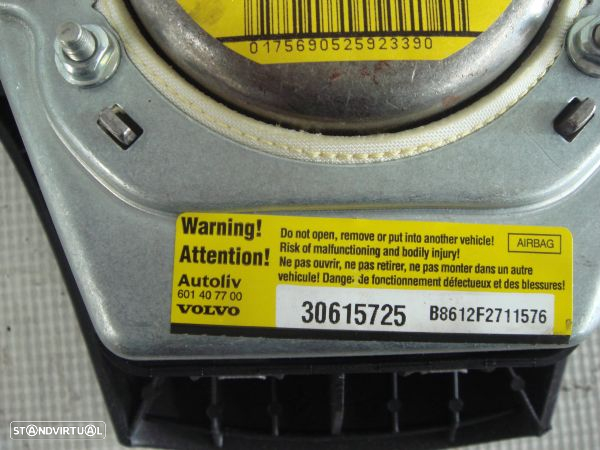 01756905259233390
Warning!
Attention!
Do not open, remove or put into another vehicle!
Risk of malfunctioning and bodily injury!
Ne pas ouvrir, ne pas retirer, ne pas monter dans un autre
vehicule! Danger de fonctionnement défectueux et des blessures!
AIRBAG
Autoliv
601 40 77 00
VOLVO
30615725
B8612F2711576
STANDVIRTUAL